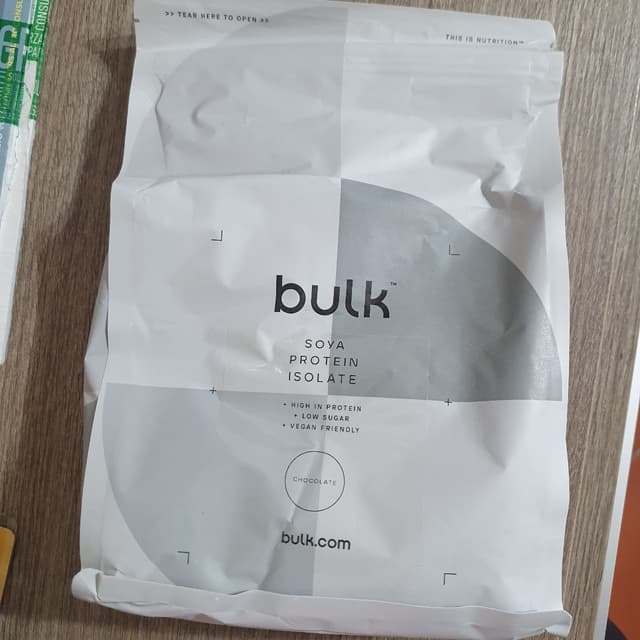 >> TEAR HERE TO OPEN >>
THIS IS NUTRITION™
bulk™
SOYA
PROTEIN
ISOLATE
+ HIGH IN PROTEIN
+ LOW SUGAR
+ VEGAN FRIENDLY
CHOCOLATE
bulk.com